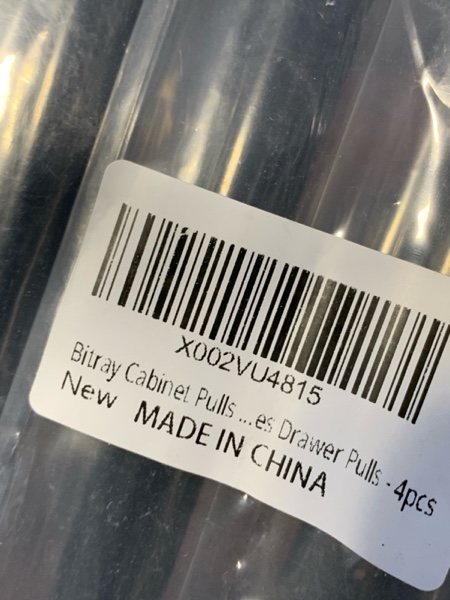 X002VU4815
Bitray Cabinet Pulls ...es Drawer Pulls - 4pcs
New MADE IN CHINA